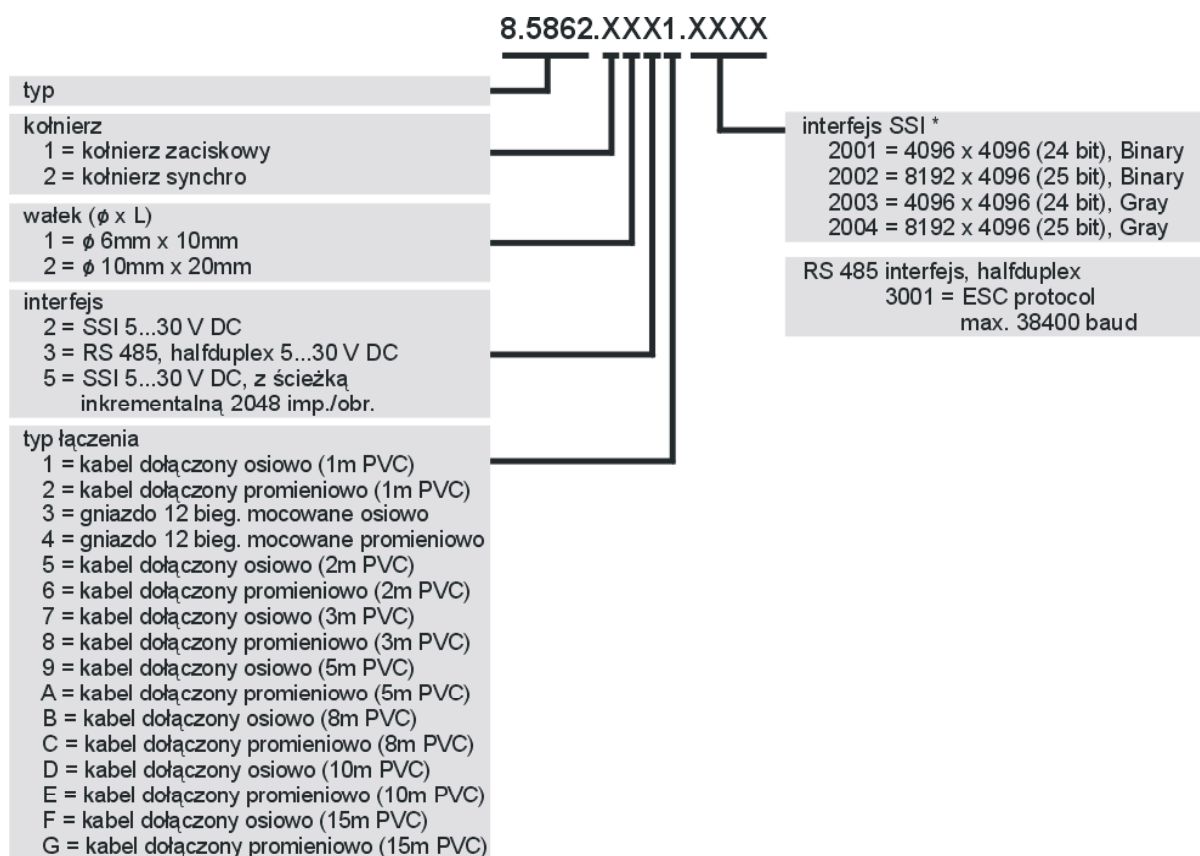 8.5862.XXX1.XXXX
typ
kołnierz
1 = kołnierz zaciskowy
2 = kołnierz synchro
wałek (ø x L)
1 = ø 6mm x 10mm
2 = ø 10mm x 20mm
interfejs
2 = SSI 5...30 V DC
3 = RS 485, halfduplex 5...30 V DC
5 = SSI 5...30 V DC, z ścieżką
inkrementalną 2048 imp./obr.
typ łączenia
1 = kabel dołączony osiowo (1m PVC)
2 = kabel dołączony promieniowo (1m PVC)
3 = gniazdo 12 bieg. mocowane osiowo
4 = gniazdo 12 bieg. mocowane promieniowo
5 = kabel dołączony osiowo (2m PVC)
6 = kabel dołączony promieniowo (2m PVC)
7 = kabel dołączony osiowo (3m PVC)
8 = kabel dołączony promieniowo (3m PVC)
9 = kabel dołączony osiowo (5m PVC)
A = kabel dołączony promieniowo (5m PVC)
B = kabel dołączony osiowo (8m PVC)
C = kabel dołączony promieniowo (8m PVC)
D = kabel dołączony osiowo (10m PVC)
E = kabel dołączony promieniowo (10m PVC)
F = kabel dołączony osiowo (15m PVC)
G = kabel dołączony promieniowo (15m PVC)
interfejs SSI *
2001 = 4096 x 4096 (24 bit), Binary
2002 = 8192 x 4096 (25 bit), Binary
2003 = 4096 x 4096 (24 bit), Gray
2004 = 8192 x 4096 (25 bit), Gray
RS 485 interfejs, halfduplex
3001 = ESC protocol
max. 38400 baud